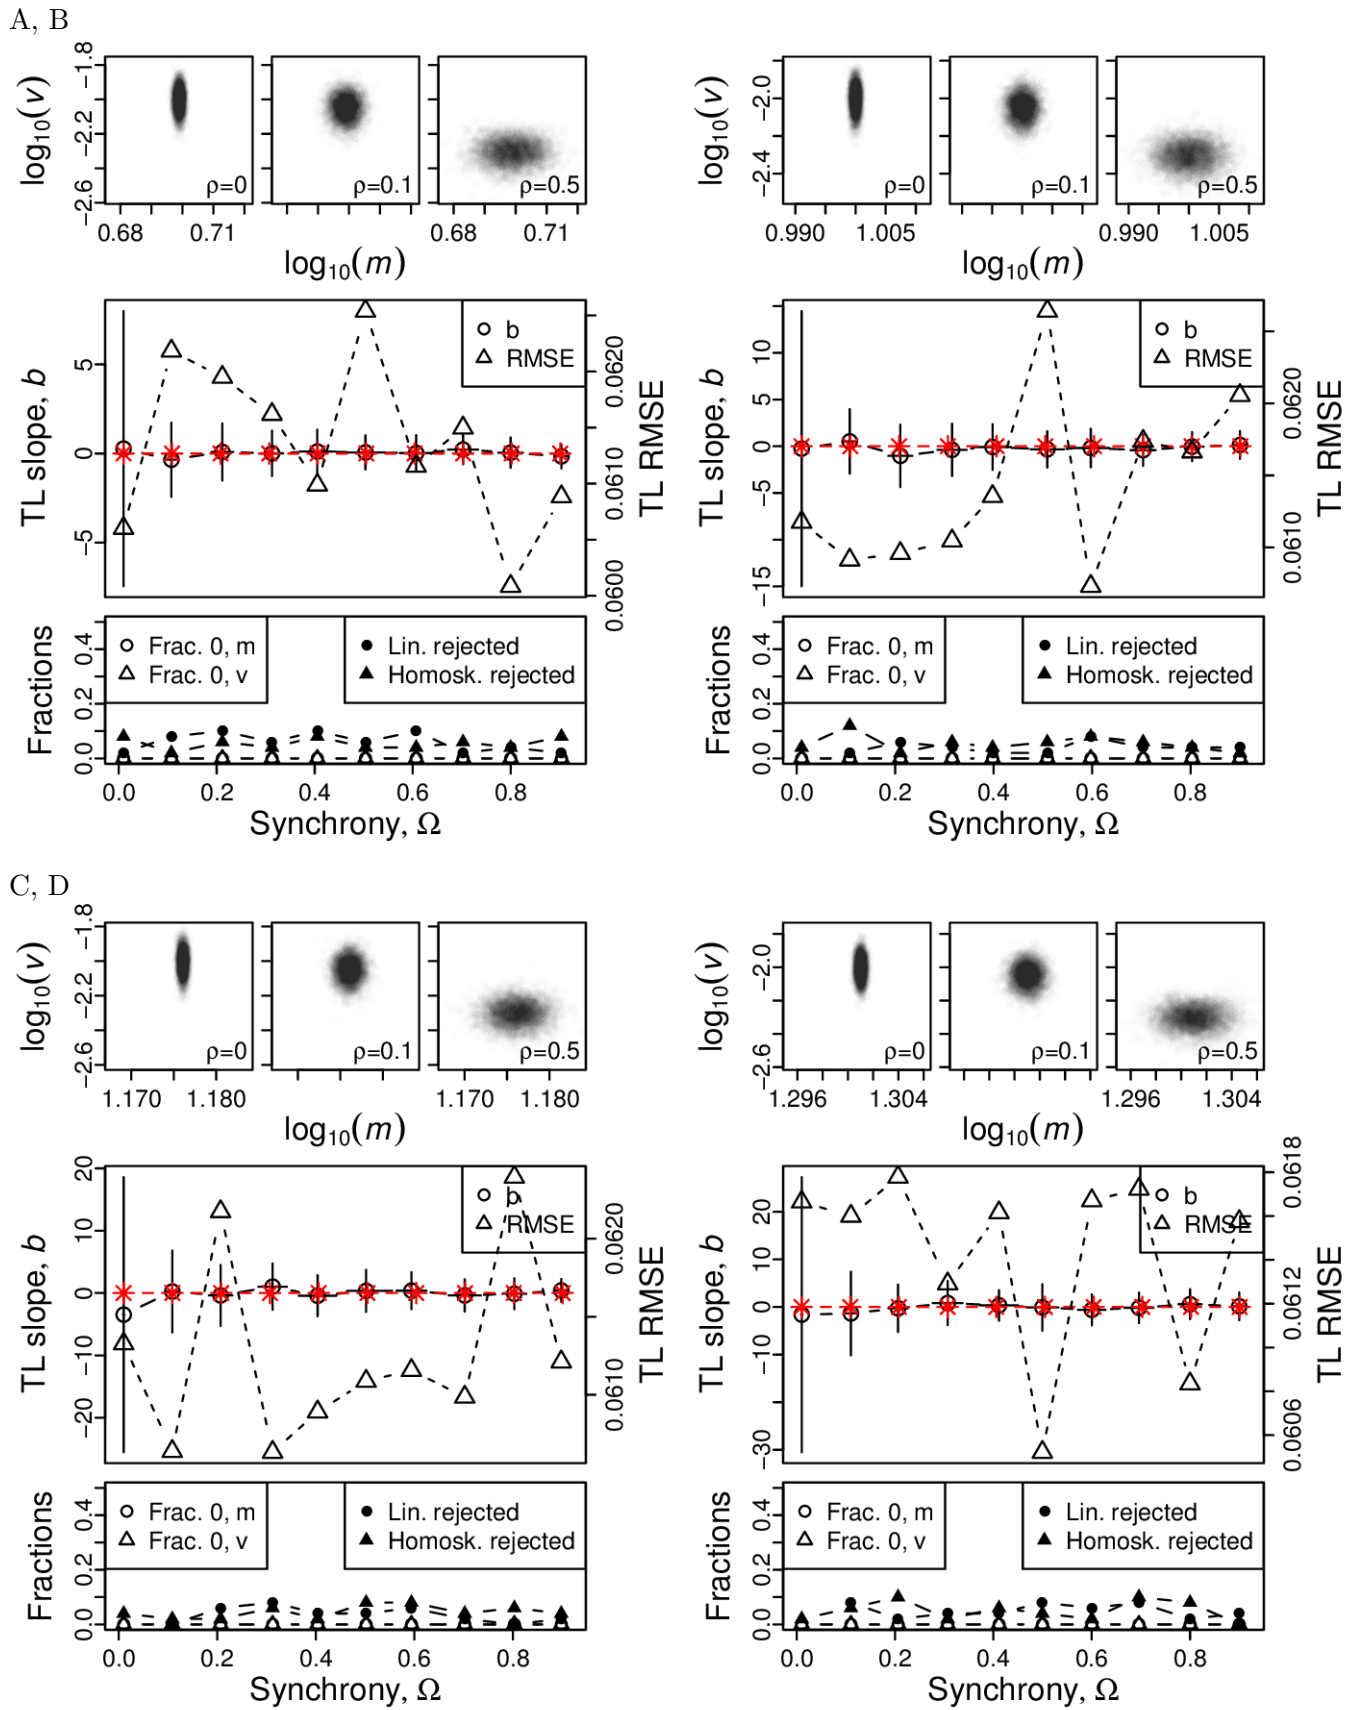 A, B
log10(v)
−2.6 −2.2 −1.8
ρ=0
ρ=0.1
ρ=0.5
0.68 0.71
0.68 0.71
log10(m)
log10(v)
−2.4 −2.0
ρ=0
ρ=0.1
ρ=0.5
0.990 1.005
0.990 1.005
log10(m)
TL slope, b
−5 0 5
b
RMSE
0.0600 0.0610 0.0620
TL RMSE
TL slope, b
−15 −5 0 5 10
b
RMSE
0.0610 0.0620
TL RMSE
Fractions
0.0 0.2 0.4
Frac. 0, m
Frac. 0, v
Lin. rejected
Homosk. rejected
0.0 0.2 0.4 0.6 0.8
Synchrony, Ω
Fractions
0.0 0.2 0.4
Frac. 0, m
Frac. 0, v
Lin. rejected
Homosk. rejected
0.0 0.2 0.4 0.6 0.8
Synchrony, Ω
C, D
log10(v)
−2.6 −2.2 −1.8
ρ=0
ρ=0.1
ρ=0.5
1.170 1.180
1.170 1.180
log10(m)
log10(v)
−2.6 −2.0
ρ=0
ρ=0.1
ρ=0.5
1.296 1.304
1.296 1.304
log10(m)
TL slope, b
−20 −10 0 10 20
b
RMSE
0.0610 0.0620
TL RMSE
TL slope, b
−30 −10 0 10 20
b
RMSE
0.0606 0.0612 0.0618
TL RMSE
Fractions
0.0 0.2 0.4
Frac. 0, m
Frac. 0, v
Lin. rejected
Homosk. rejected
0.0 0.2 0.4 0.6 0.8
Synchrony, Ω
Fractions
0.0 0.2 0.4
Frac. 0, m
Frac. 0, v
Lin. rejected
Homosk. rejected
0.0 0.2 0.4 0.6 0.8
Synchrony, Ω